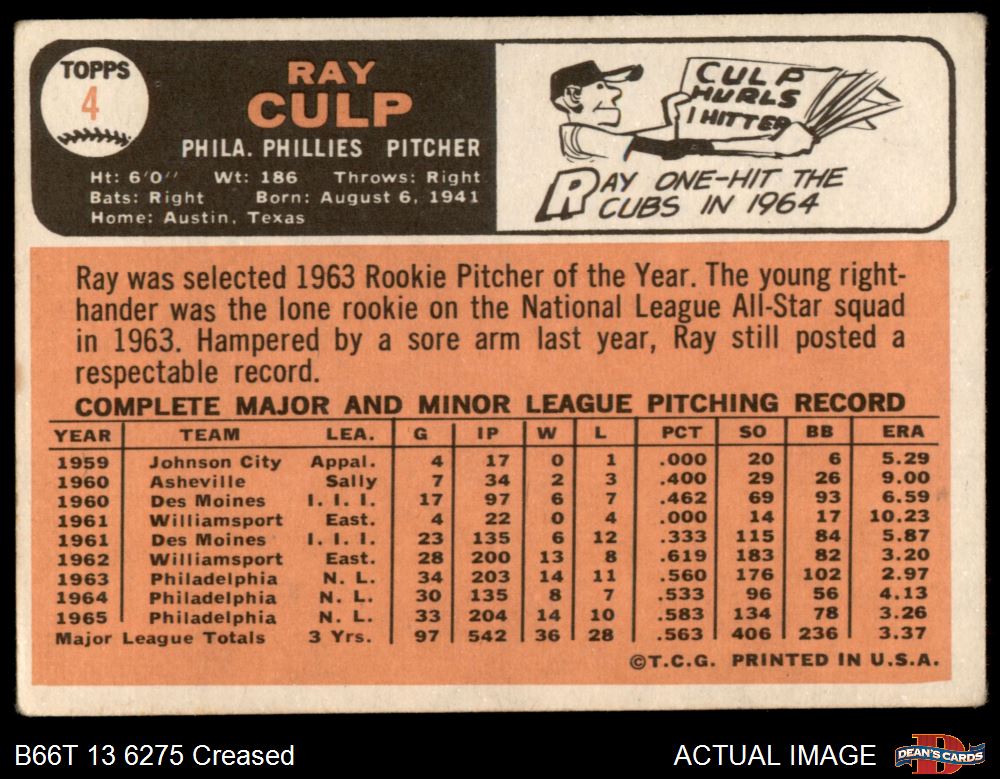 TOPPS
4
RAY
CULP
PHILA. PHILLIES PITCHER
Ht: 6'0" Wt: 186 Throws: Right
Bats: Right Born: August 6, 1941
Home: Austin, Texas
CULP
HURLS
1 HITTER
RAY ONE-HIT THE
CUBS IN 1964
Ray was selected 1963 Rookie Pitcher of the Year. The young right-
hander was the lone rookie on the National League All-Star squad
in 1963. Hampered by a sore arm last year, Ray still posted a
respectable record.
COMPLETE MAJOR AND MINOR LEAGUE PITCHING RECORD
YEAR TEAM LEA. G IP W L PCT SO BB ERA
1959 Johnson City Appal. 4 17 0 1 .000 20 6 5.29
1960 Asheville Sally 7 34 2 3 .400 29 26 9.00
1960 Des Moines I. I. I. 17 97 6 7 .462 69 93 6.59
1961 Williamsport East. 4 22 0 4 .000 14 17 10.23
1961 Des Moines I. I. I. 23 135 6 12 .333 115 84 5.87
1962 Williamsport East. 28 200 13 8 .619 183 82 3.20
1963 Philadelphia N. L. 34 203 14 11 .560 176 102 2.97
1964 Philadelphia N. L. 30 135 8 7 .533 96 56 4.13
1965 Philadelphia N. L. 33 204 14 10 .583 134 78 3.26
Major League Totals 3 Yrs. 97 542 36 28 .563 406 236 3.37
©T.C.G. PRINTED IN U.S.A.
B66T 13 6275 Creased
ACTUAL IMAGE
DEAN'S CARDS